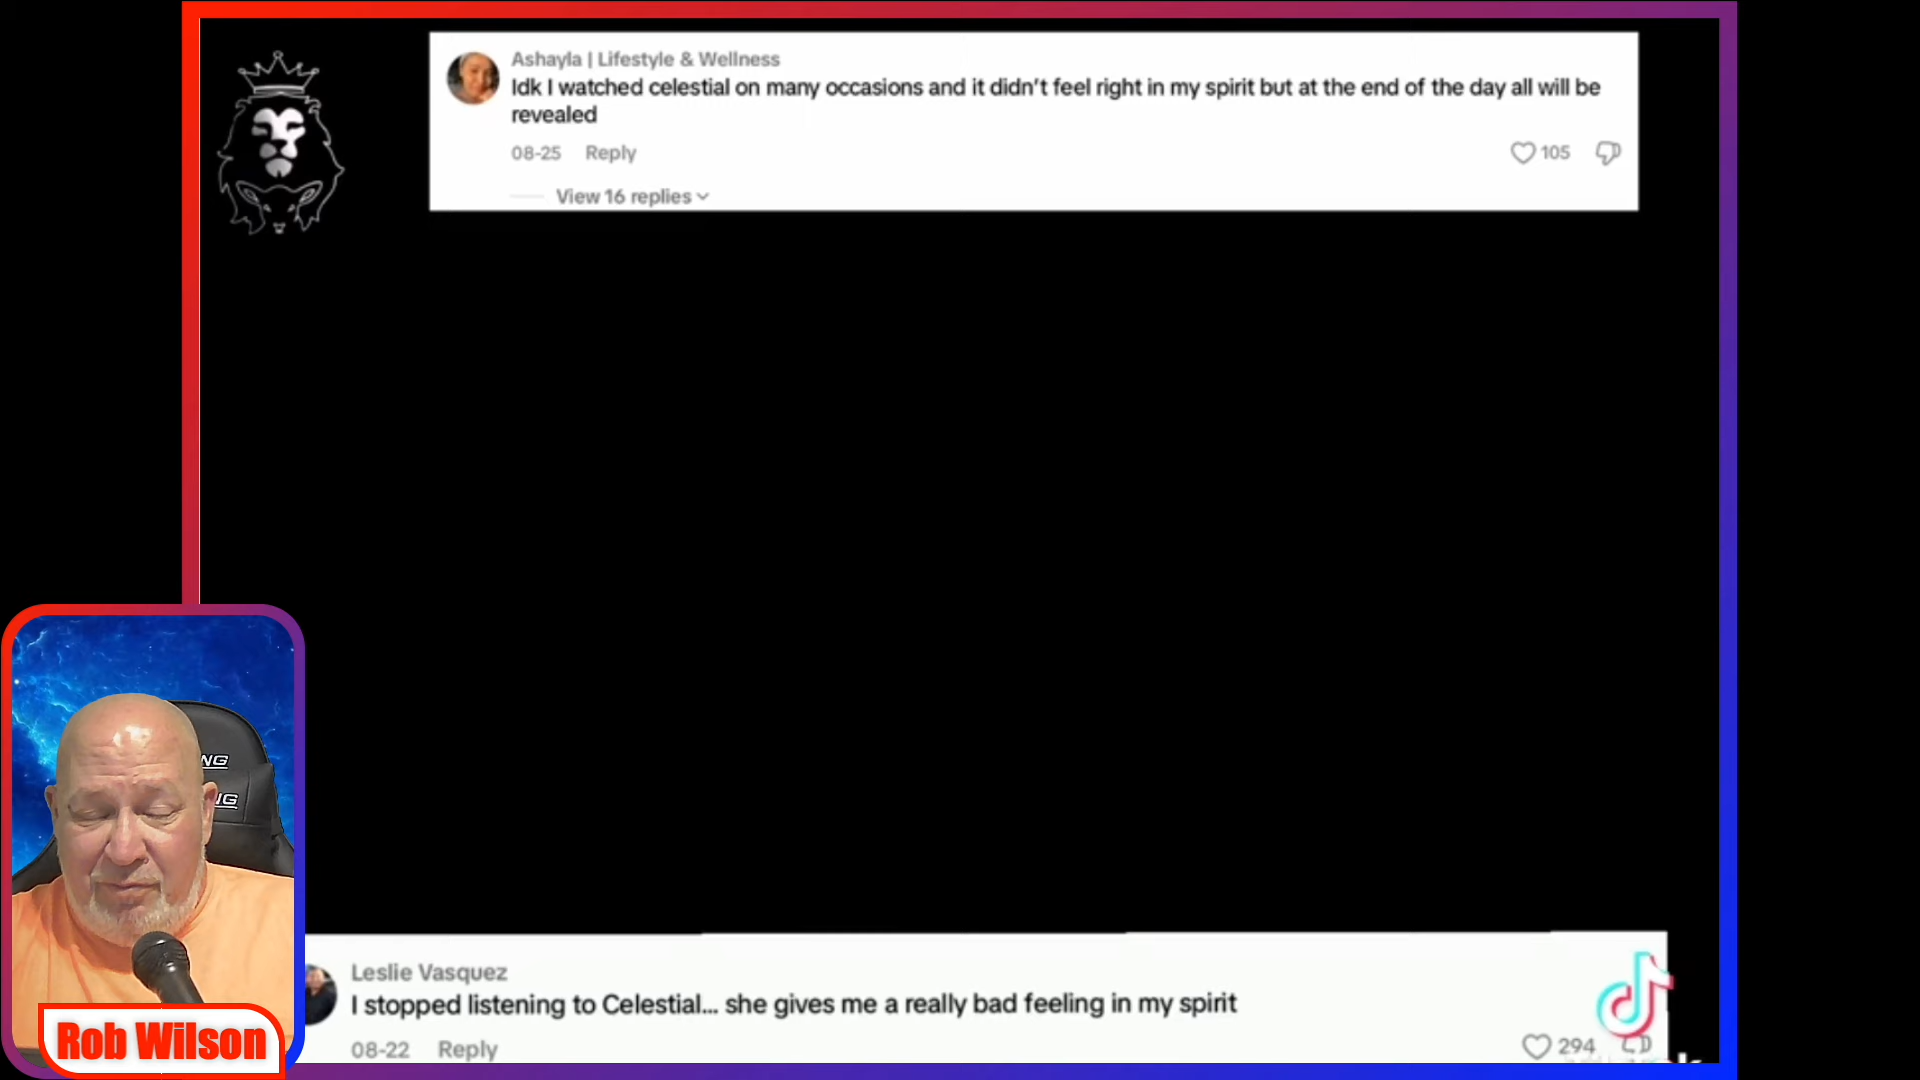 Ashayla | Lifestyle & Wellness
Idk I watched celestial on many occasions and it didn't feel right in my spirit but at the end of the day all will be
revealed
08-25 Reply
105
View 16 replies
NG
NG
Leslie Vasquez
I stopped listening to Celestial... she gives me a really bad feeling in my spirit
08-22 Reply
294
Rob Wilson